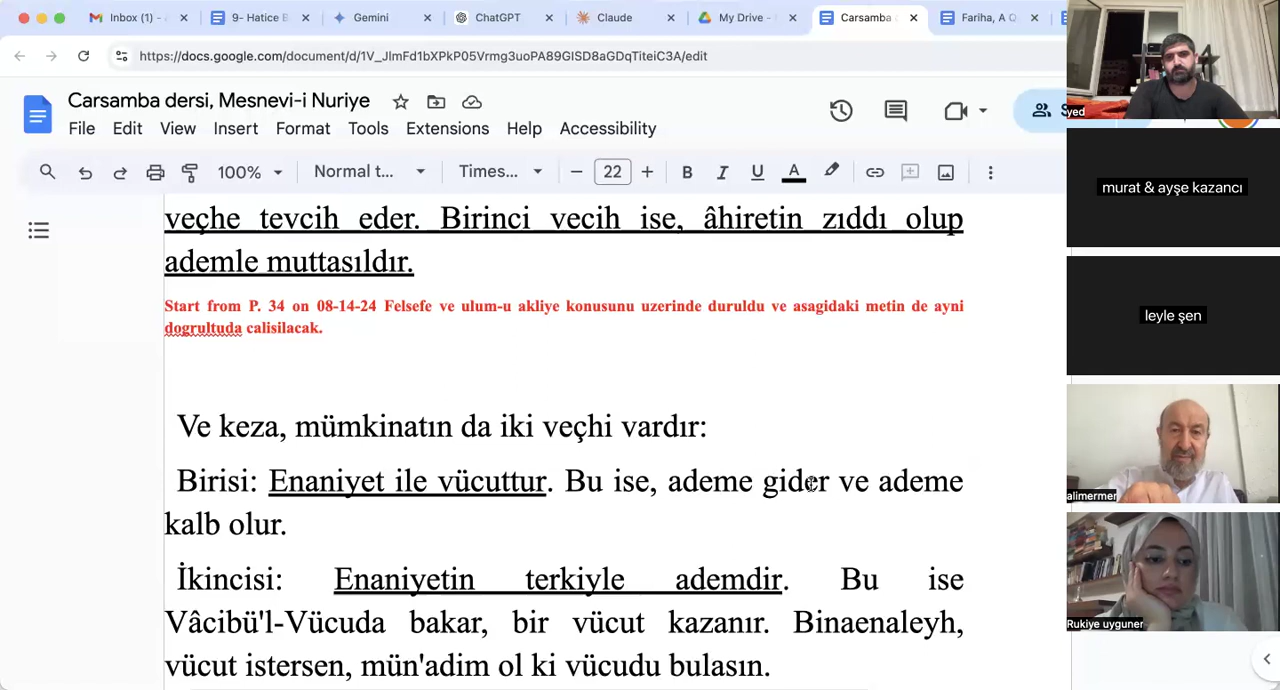 Inbox (1) -
9- Hatice B
Gemini
ChatGPT
Claude
My Drive -
Carsamba
Fariha, A Q
https://docs.google.com/document/d/1V_JlmFd1bXPkP05Vrmg3uoPA89GlSD8aGDqTiteiC3A/edit
Carsamba dersi, Mesnevi-i Nuriye
File Edit View Insert Format Tools Extensions Help Accessibility
100% Normal t... Times... 22 B I U A
veçhe tevcih eder. Birinci vecih ise, âhiretin zıddı olup
ademle muttasıldır.
Start from P. 34 on 08-14-24 Felsefe ve ulum-u akliye konusunu uzerinde duruldu ve asagidaki metin de ayni
dogrultuda calisilacak.
Ve keza, mümkinatın da iki veçhi vardır:
Birisi: Enaniyet ile vücuttur. Bu ise, ademe gider ve ademe
kalb olur.
İkincisi: Enaniyetin terkiyle ademdir. Bu ise
Vâcibü'l-Vücuda bakar, bir vücut kazanır. Binaenaleyh,
vücut istersen, mün'adim ol ki vücudu bulasın.
syed
murat & ayşe kazancı
leyle şen
alimermer
Rukiye uyguner